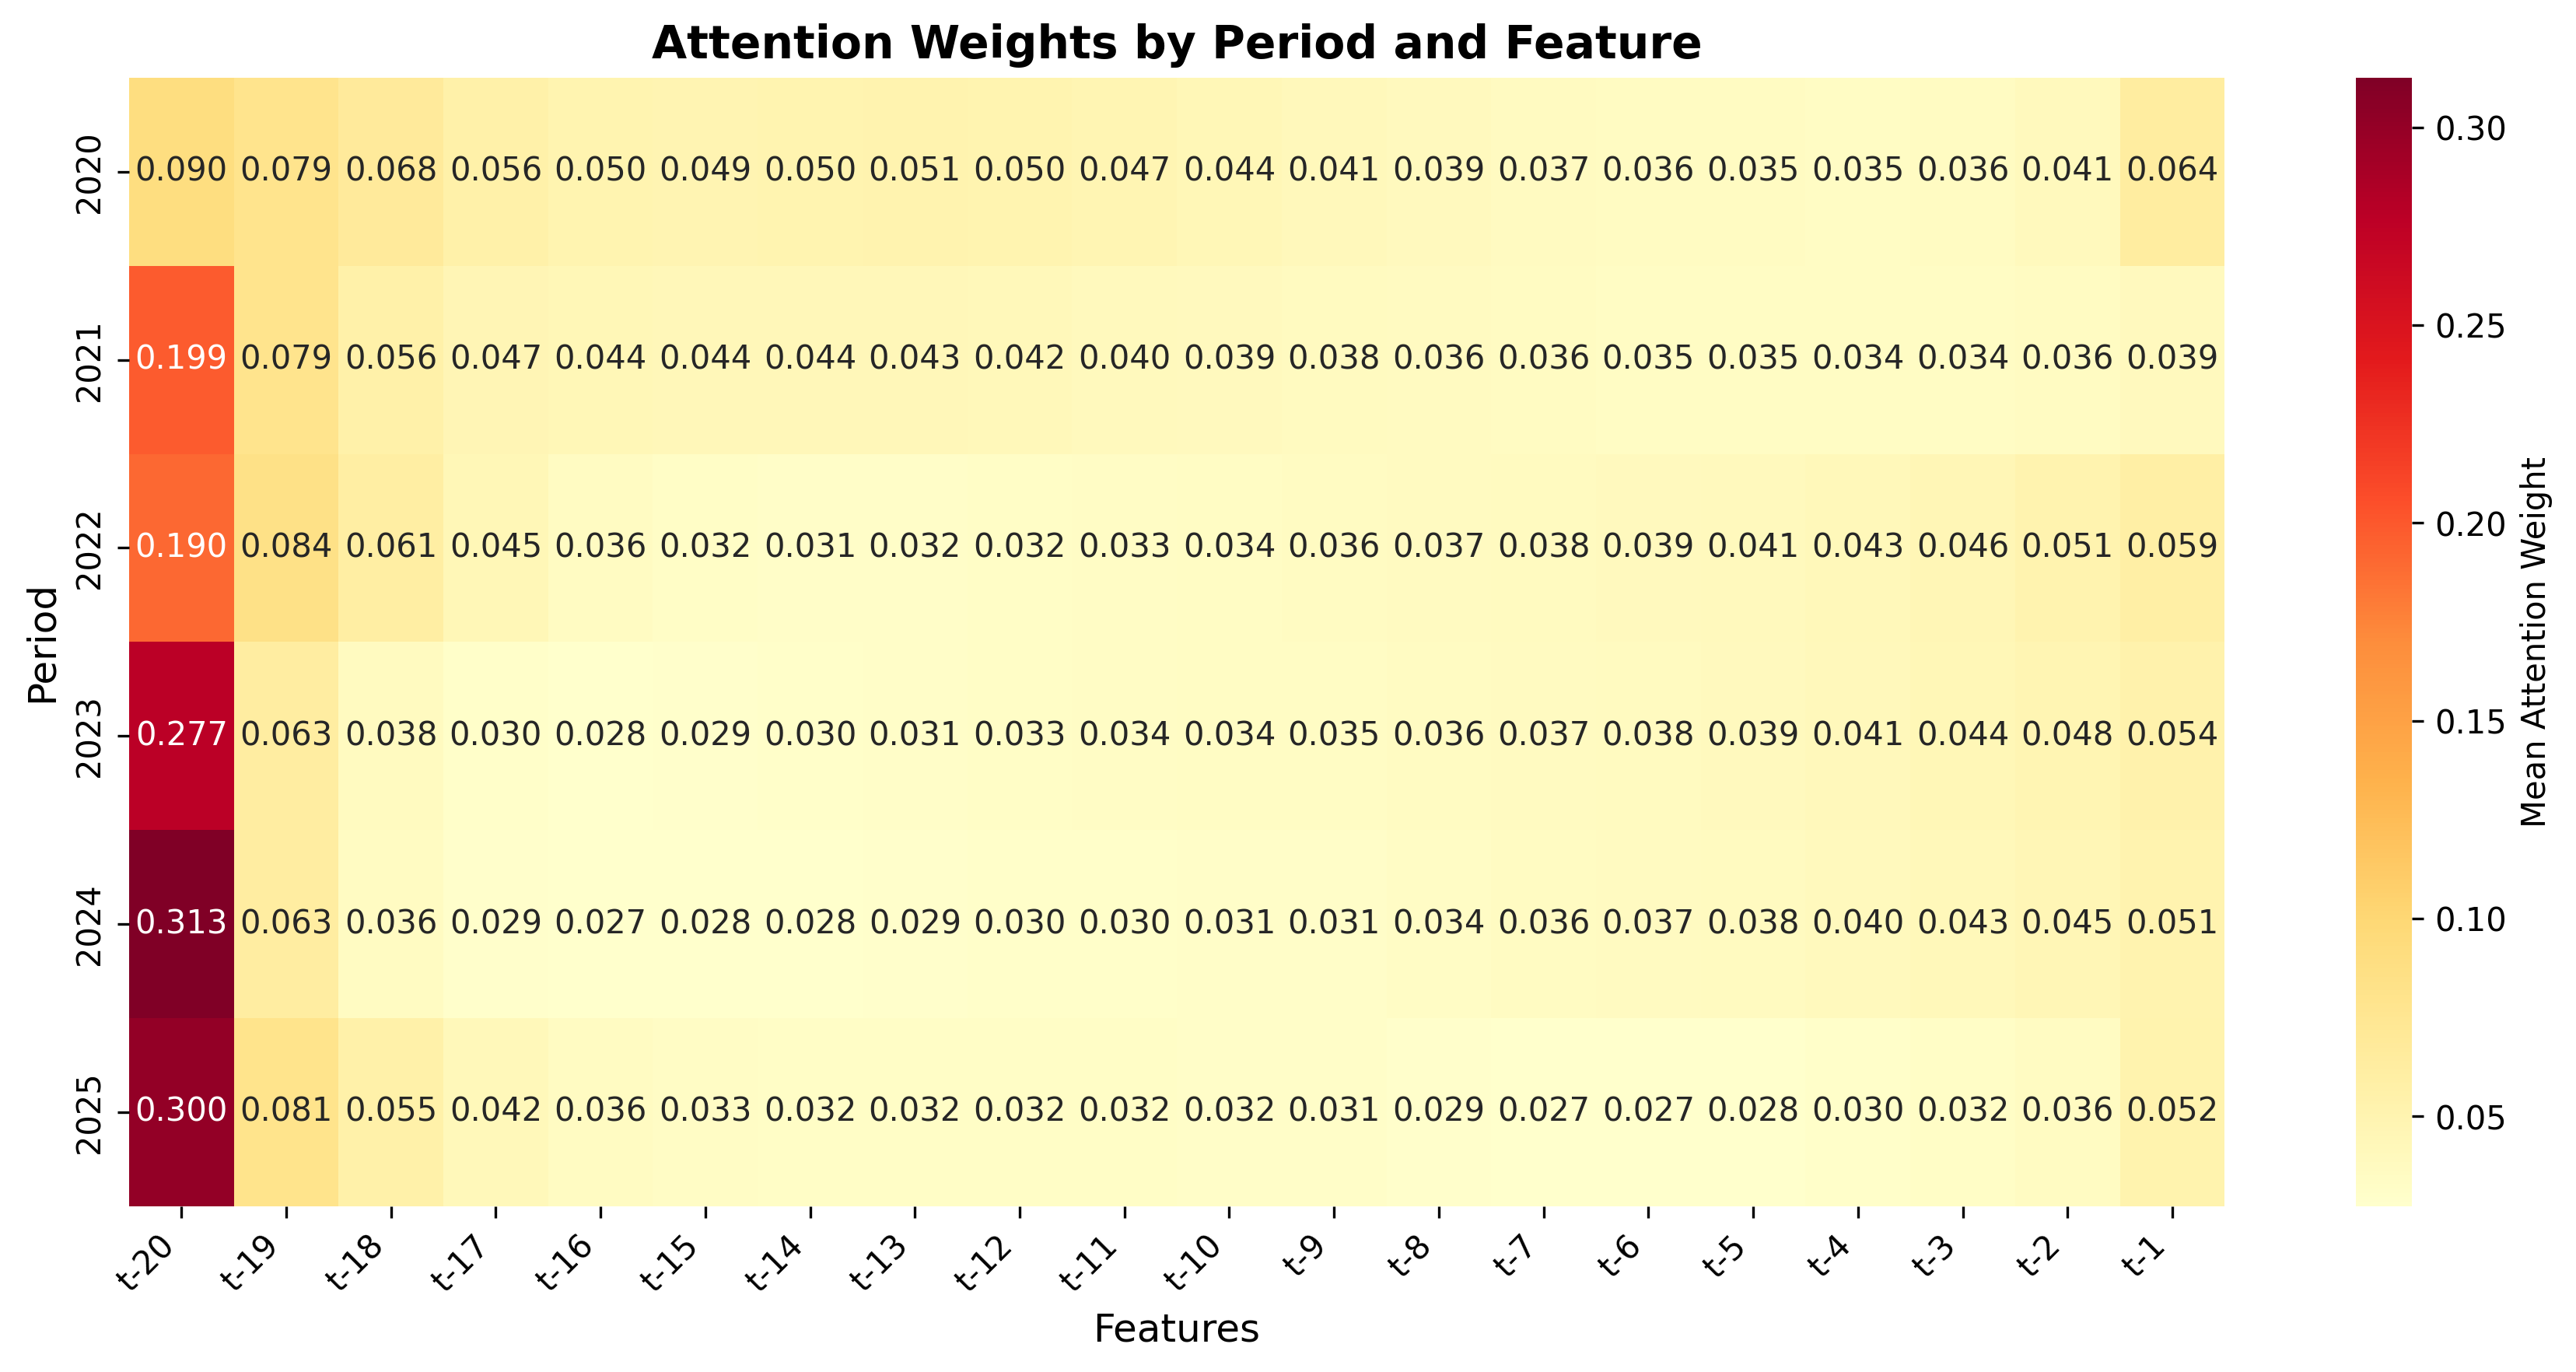 Attention Weights by Period and Feature
Period
2020 0.090 0.079 0.068 0.056 0.050 0.049 0.050 0.051 0.050 0.047 0.044 0.041 0.039 0.037 0.036 0.035 0.035 0.036 0.041 0.064
2021 0.199 0.079 0.056 0.047 0.044 0.044 0.044 0.043 0.042 0.040 0.039 0.038 0.036 0.036 0.035 0.035 0.034 0.034 0.036 0.039
2022 0.190 0.084 0.061 0.045 0.036 0.032 0.031 0.032 0.032 0.033 0.034 0.036 0.037 0.038 0.039 0.041 0.043 0.046 0.051 0.059
2023 0.277 0.063 0.038 0.030 0.028 0.029 0.030 0.031 0.033 0.034 0.034 0.035 0.036 0.037 0.038 0.039 0.041 0.044 0.048 0.054
2024 0.313 0.063 0.036 0.029 0.027 0.028 0.028 0.029 0.030 0.030 0.031 0.031 0.034 0.036 0.037 0.038 0.040 0.043 0.045 0.051
2025 0.300 0.081 0.055 0.042 0.036 0.033 0.032 0.032 0.032 0.032 0.032 0.031 0.029 0.027 0.027 0.028 0.030 0.032 0.036 0.052
t-20 t-19 t-18 t-17 t-16 t-15 t-14 t-13 t-12 t-11 t-10 t-9 t-8 t-7 t-6 t-5 t-4 t-3 t-2 t-1
Features
0.30
0.25
0.20
0.15
0.10
0.05
Mean Attention Weight